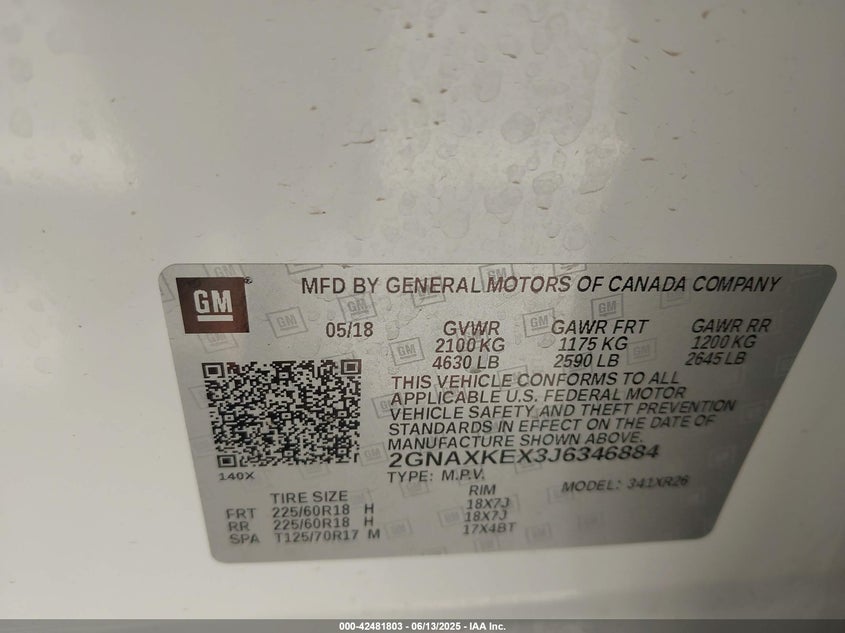 GM
MFD BY GENERAL MOTORS OF CANADA COMPANY
05/18 GVWR GAWR FRT GAWR RR
2100 KG 1175 KG 1200 KG
4630 LB 2590 LB 2645 LB
THIS VEHICLE CONFORMS TO ALL
APPLICABLE U.S. FEDERAL MOTOR
VEHICLE SAFETY AND THEFT PREVENTION
STANDARDS IN EFFECT ON THE DATE OF
MANUFACTURE SHOWN ABOVE.
2GNAXKEX3J6346884
140X
TYPE: M.P.V. MODEL: 341XR26
TIRE SIZE RIM
FRT 225/60R18 H 18X7J
RR 225/60R18 H 18X7J
SPA T125/70R17 M 17X4BT
000-42481803 - 06/13/2025 - IAA Inc.